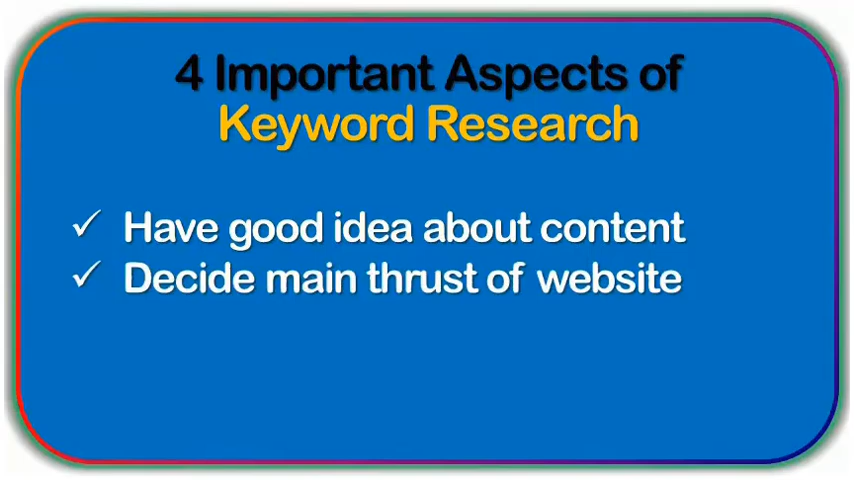 4 Important Aspects of
Keyword Research
✓ Have good idea about content
✓ Decide main thrust of website